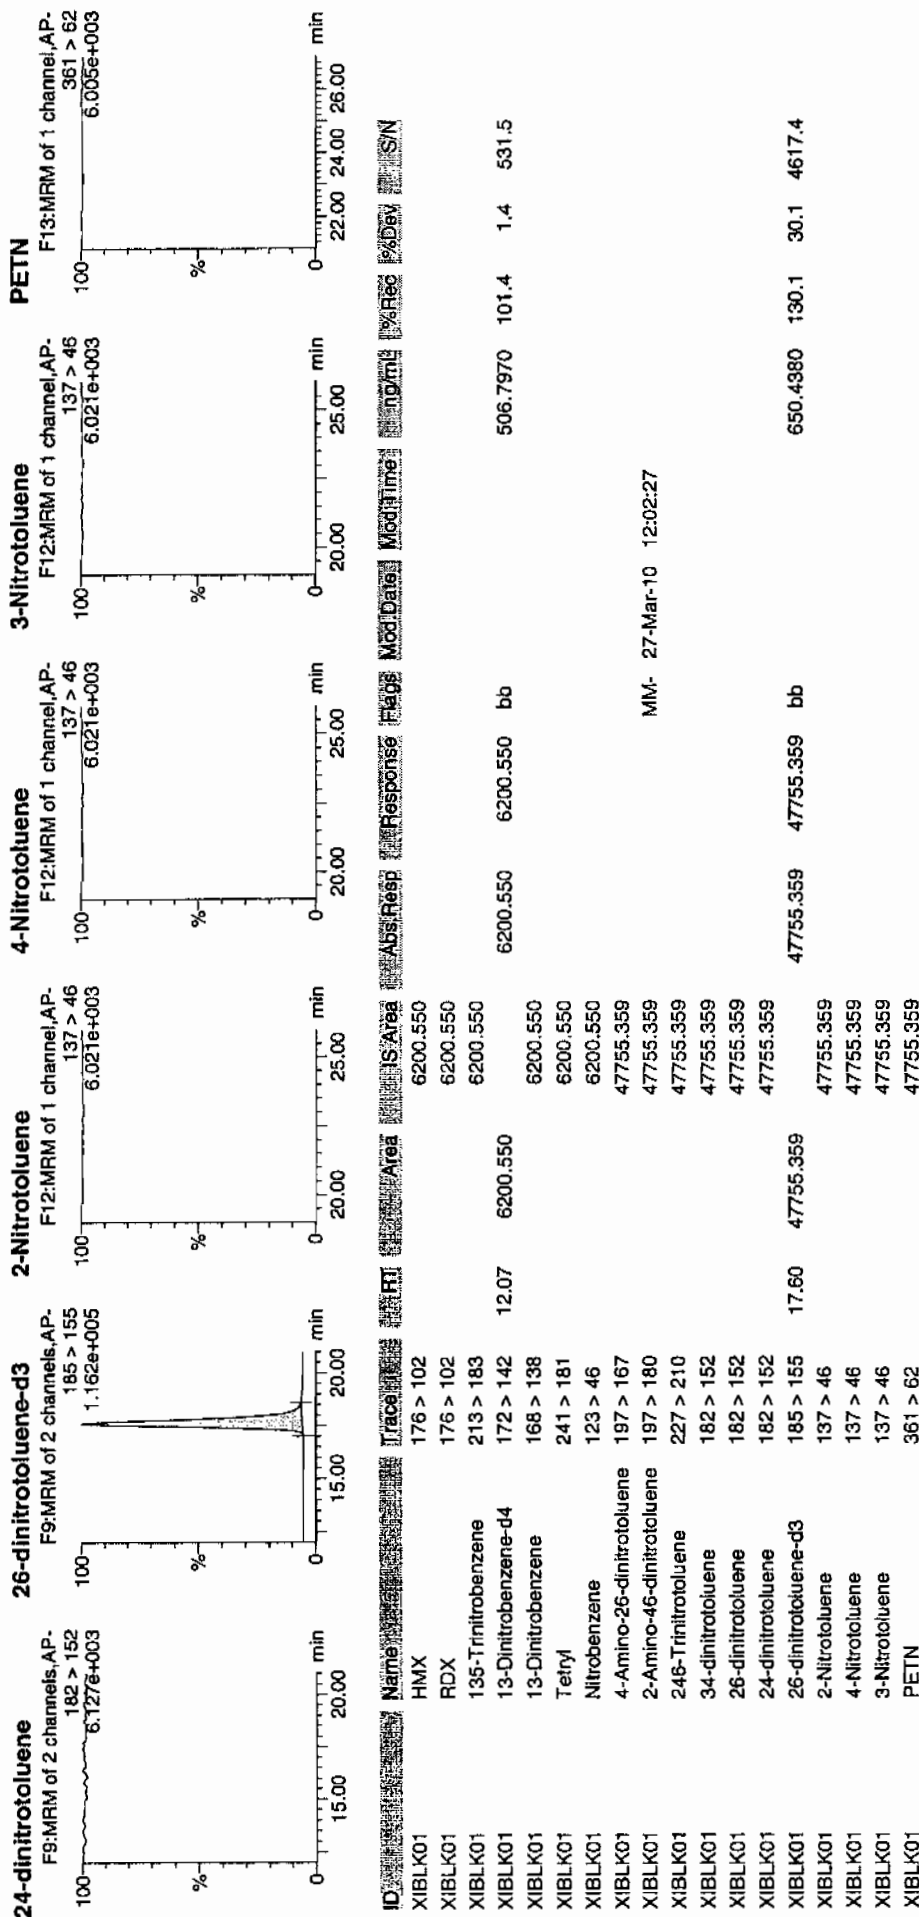 24-dinitrotoluene
F9:MRM of 2 channels,AP-
182 > 152
6.127e+003
100
%
0
15.00
20.00
min
26-dinitrotoluene-d3
F9:MRM of 2 channels,AP-
185 > 155
1.162e+005
100
%
0
15.00
20.00
min
2-Nitrotoluene
F12:MRM of 1 channel,AP-
137 > 46
6.021e+003
100
%
0
20.00
25.00
min
4-Nitrotoluene
F12:MRM of 1 channel,AP-
137 > 46
6.021e+003
100
%
0
20.00
25.00
min
3-Nitrotoluene
F12:MRM of 1 channel,AP-
137 > 46
6.021e+003
100
%
0
20.00
25.00
min
PETN
F13:MRM of 1 channel,AP-
361 > 62
6.005e+003
100
%
0
22.00
24.00
26.00
min
ID Name Trace RT Area IS Area Abs.Resp Response Flags Mod.Date Mod.Time ng/mL %Rec %Dev S/N
XIBLK01 HMX 176 > 102 6200.550
XIBLK01 RDX 176 > 102 6200.550
XIBLK01 135-Trinitrobenzene 213 > 183 6200.550
XIBLK01 13-Dinitrobenzene-d4 172 > 142 12.07 6200.550 6200.550 6200.550 bb 506.7970 101.4 1.4 531.5
XIBLK01 13-Dinitrobenzene 168 > 138 6200.550
XIBLK01 Tetryl 241 > 181 6200.550
XIBLK01 Nitrobenzene 123 > 46 6200.550
XIBLK01 4-Amino-26-dinitrotoluene 197 > 167 47755.359
XIBLK01 2-Amino-46-dinitrotoluene 197 > 180 47755.359 MM- 27-Mar-10 12:02:27
XIBLK01 246-Trinitrotoluene 227 > 210 47755.359
XIBLK01 34-dinitrotoluene 182 > 152 47755.359
XIBLK01 26-dinitrotoluene 182 > 152 47755.359
XIBLK01 24-dinitrotoluene 182 > 152 47755.359
XIBLK01 26-dinitrotoluene-d3 185 > 155 17.60 47755.359 47755.359 47755.359 bb 650.4380 130.1 30.1 4617.4
XIBLK01 2-Nitrotoluene 137 > 46 47755.359
XIBLK01 4-Nitrotoluene 137 > 46 47755.359
XIBLK01 3-Nitrotoluene 137 > 46 47755.359
XIBLK01 PETN 361 > 62 47755.359